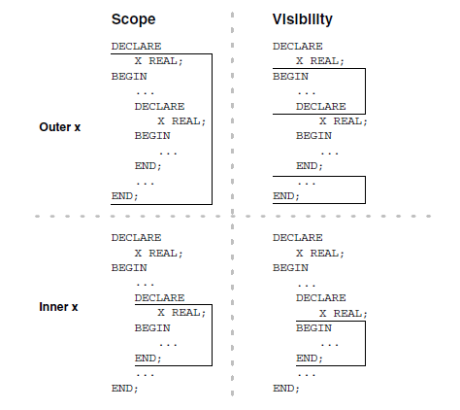 Scope
DECLARE
X REAL;
BEGIN
...
DECLARE
X REAL;
BEGIN
...
END;
...
END;
Visibility
DECLARE
X REAL;
BEGIN
...
DECLARE
X REAL;
BEGIN
...
END;
...
END;
Outer x
DECLARE
X REAL;
BEGIN
...
DECLARE
X REAL;
BEGIN
...
END;
...
END;
DECLARE
X REAL;
BEGIN
...
DECLARE
X REAL;
BEGIN
...
END;
...
END;
Inner x